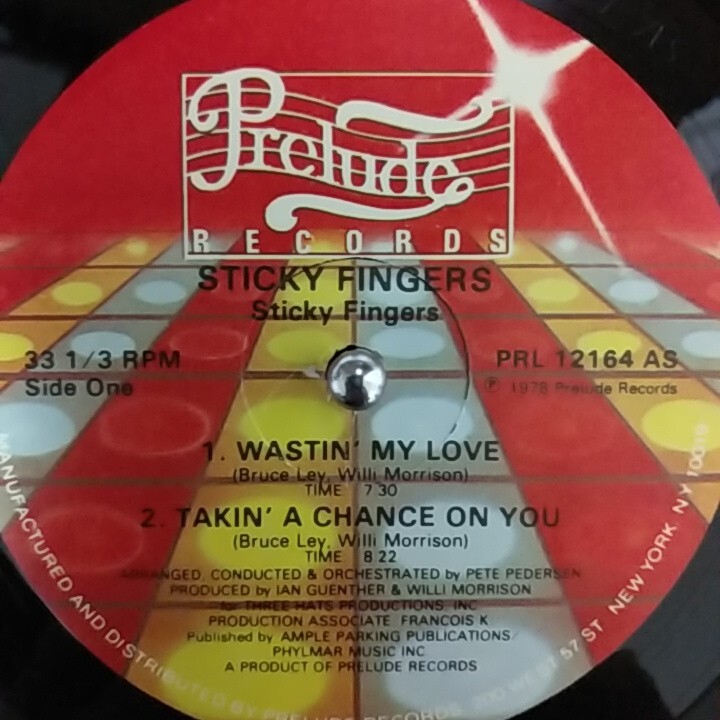 Prelude
RECORDS
STICKY FINGERS
Sticky Fingers
33 1/3 RPM
Side One
PRL 12164 AS
℗ 1978 Prelude Records
1. WASTIN' MY LOVE
(Bruce Ley, Willi Morrison)
TIME 7:30
2. TAKIN' A CHANCE ON YOU
(Bruce Ley, Willi Morrison)
TIME 8:22
ARRANGED, CONDUCTED & ORCHESTRATED by PETE PEDERSEN
PRODUCED by IAN GUENTHER & WILLI MORRISON
for THREE HATS PRODUCTIONS, INC
PRODUCTION ASSOCIATE FRANCOIS K
Published by AMPLE PARKING PUBLICATIONS/
PHYLMAR MUSIC INC
A PRODUCT OF PRELUDE RECORDS
MANUFACTURED AND DISTRIBUTED BY PRELUDE RECORDS, 200 WEST 57 ST NEW YORK, NY 10019